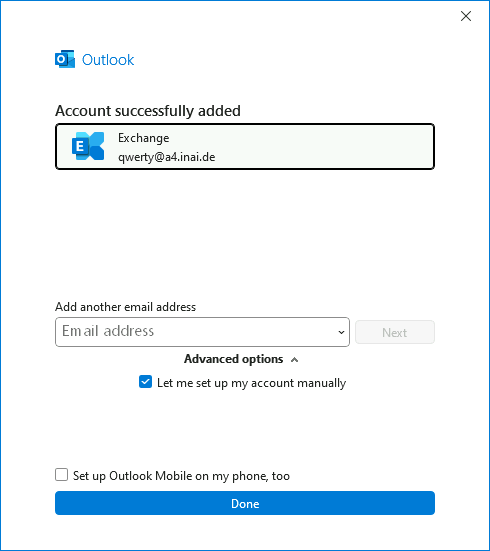 Outlook
Account successfully added
Exchange
qwerty@a4.inai.de
Add another email address
Email address
Next
Advanced options
Let me set up my account manually
Set up Outlook Mobile on my phone, too
Done